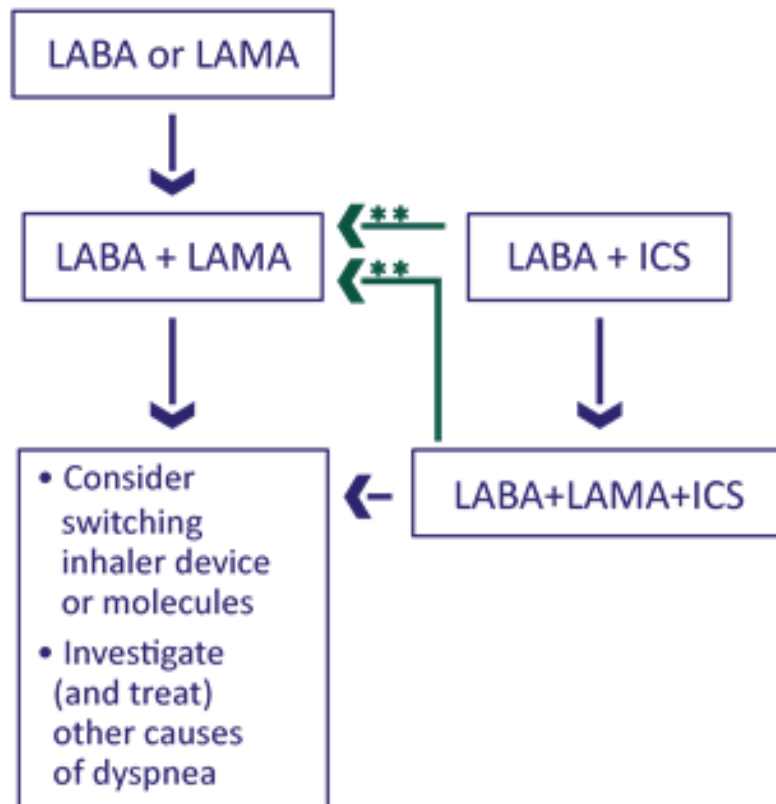 LABA or LAMA
**
LABA + LAMA
LABA + ICS
**
• Consider
switching
inhaler device
or molecules
LABA+LAMA+ICS
• Investigate
(and treat)
other causes
of dyspnea